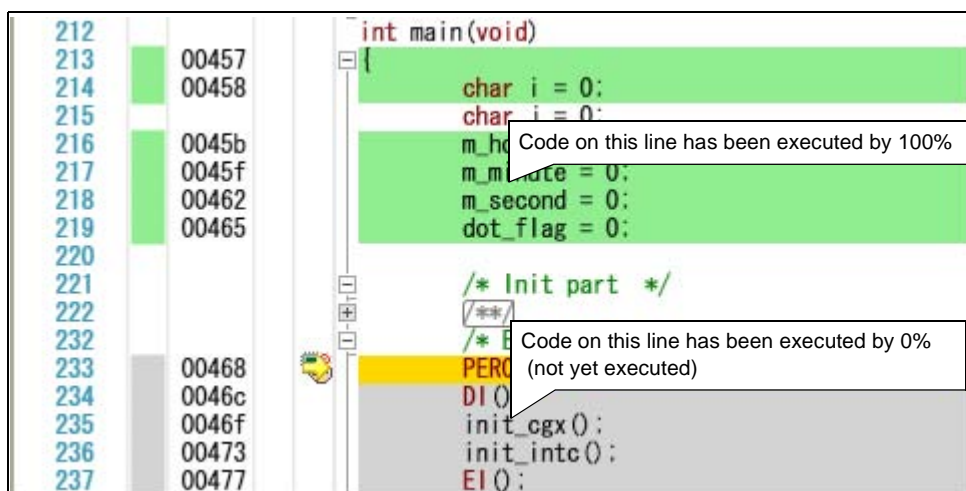 212 int main(void)
213 00457 {
214 00458 char i = 0;
215 char i = 0;
216 0045b
Code on this line has been executed by 100%
217 0045f = 0;
218 00462 m_second = 0;
219 00465 dot_flag = 0;
220
221 /* Init part */
222 /**/
232 /*
Code on this line has been executed by 0%
(not yet executed)
233 00468
234 0046c DI()
235 0046f init_cgx();
236 00473 init_intc();
237 00477 EI();